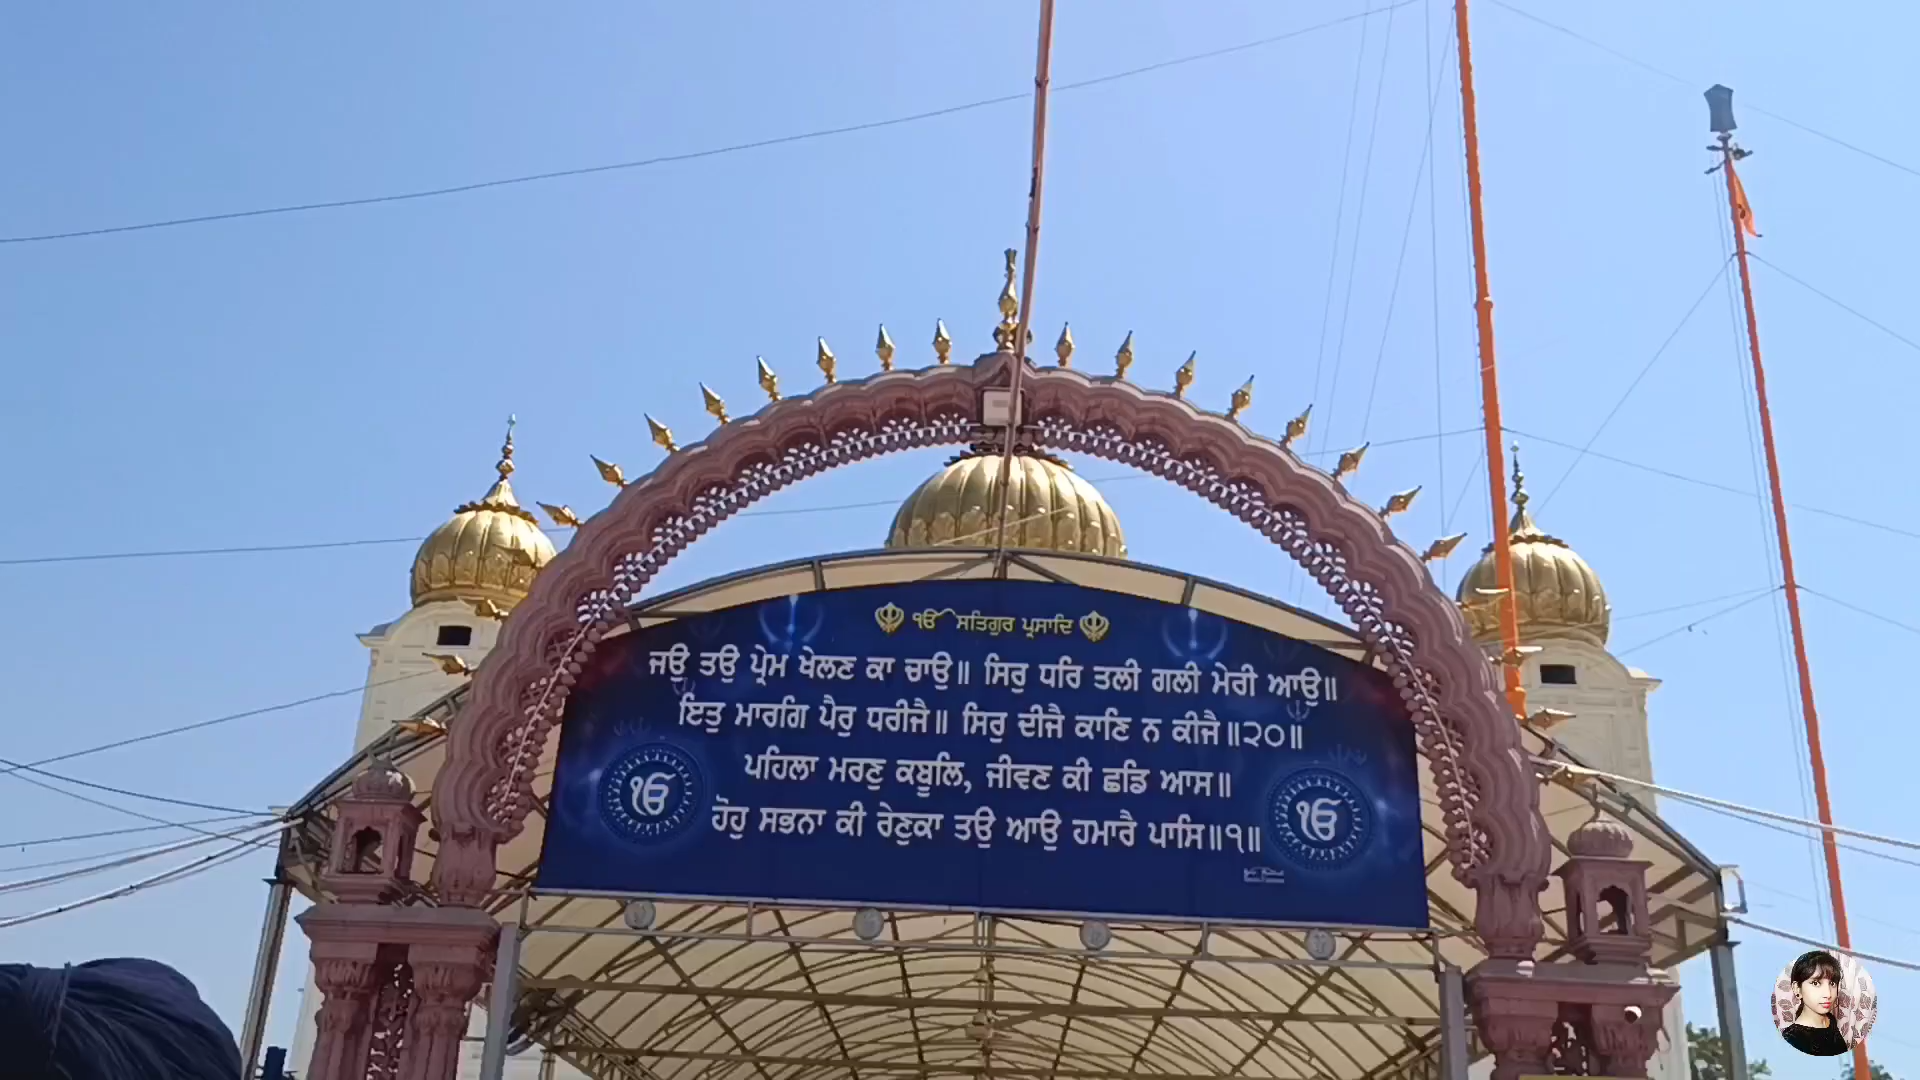 ੴ ਸਤਿਗੁਰ ਪ੍ਰਸਾਦਿ
ਜਉ ਤਉ ਪ੍ਰੇਮ ਖੇਲਣ ਕਾ ਚਾਉ॥ ਸਿਰੁ ਧਰਿ ਤਲੀ ਗਲੀ ਮੇਰੀ ਆਉ॥
ਇਤੁ ਮਾਰਗਿ ਪੈਰੁ ਧਰੀਜੈ॥ ਸਿਰੁ ਦੀਜੈ ਕਾਣਿ ਨ ਕੀਜੈ॥੨੦॥
ਪਹਿਲਾ ਮਰਣੁ ਕਬੂਲਿ, ਜੀਵਣ ਕੀ ਛਡਿ ਆਸ॥
ਹੋਹੁ ਸਭਨਾ ਕੀ ਰੇਣੁਕਾ ਤਉ ਆਉ ਹਮਾਰੈ ਪਾਸਿ॥੧॥
ੴ
ੴ